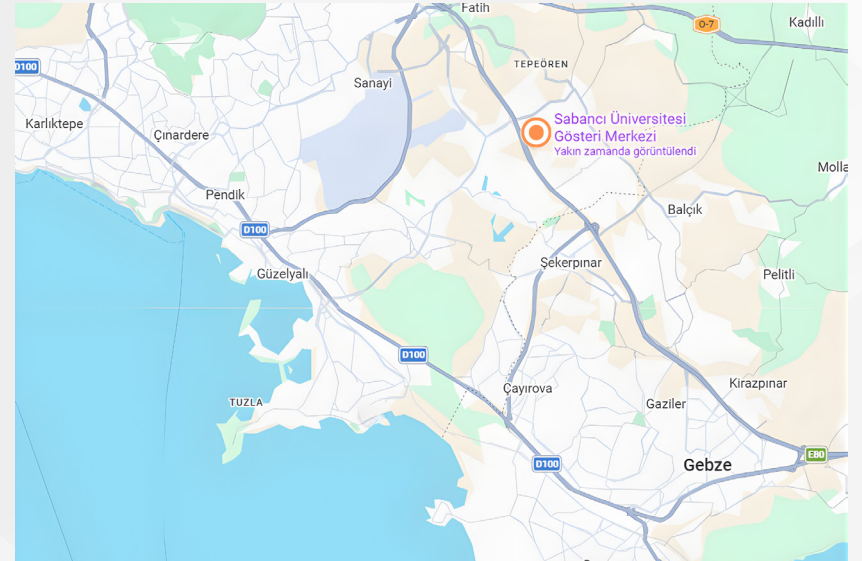 Fatih
O-7
Kadıllı
D100
Sanayi
TEPEÖREN
Karlıktepe
Çınardere
Sabancı Üniversitesi
Gösteri Merkezi
Yakın zamanda görüntülendi
Molla
Pendik
Balçık
D100
Güzelyalı
Şekerpınar
Pelitli
D100
TUZLA
Çayırova
Kirazpınar
Gaziler
E80
D100
Gebze